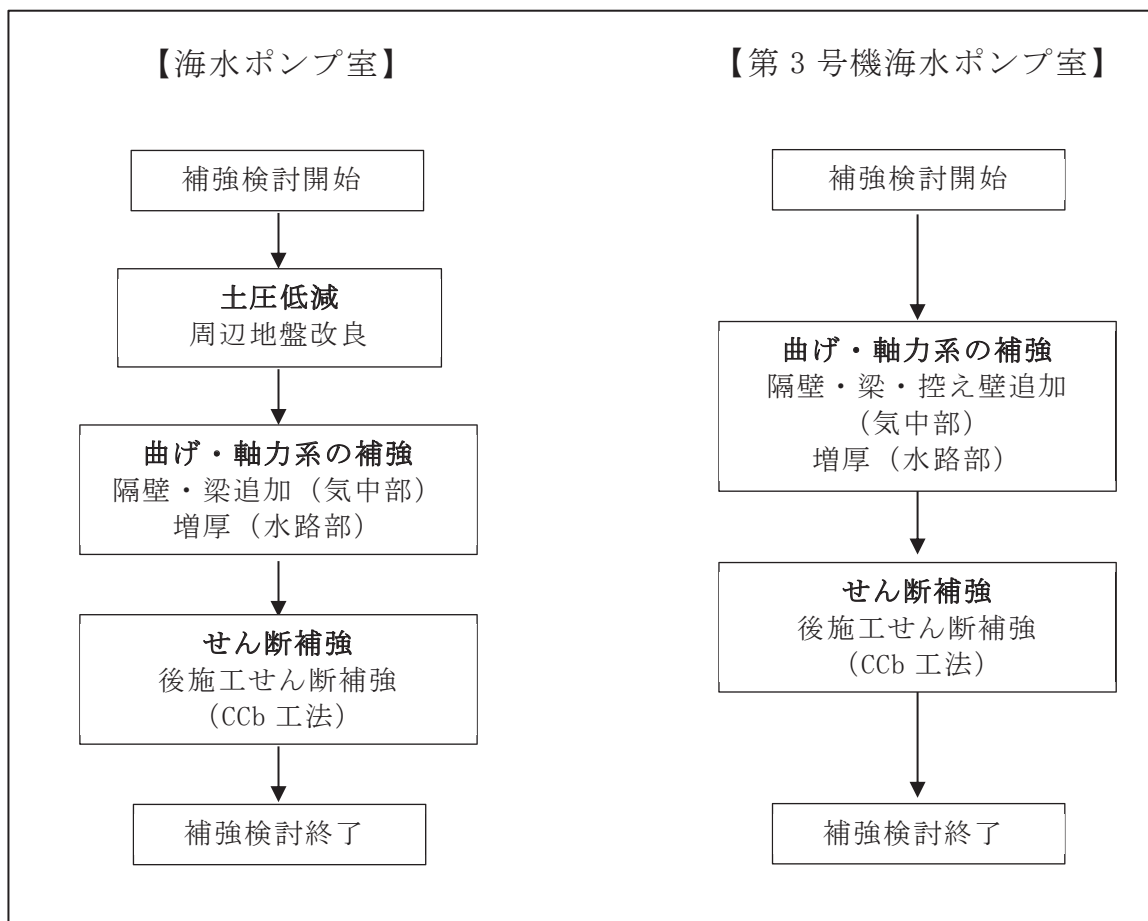 【海水ポンプ室】
補強検討開始
土圧低減
周辺地盤改良
曲げ・軸力系の補強
隔壁・梁追加（気中部）
増厚（水路部）
せん断補強
後施工せん断補強
（CCb 工法）
補強検討終了
【第 3 号機海水ポンプ室】
補強検討開始
曲げ・軸力系の補強
隔壁・梁・控え壁追加
（気中部）
増厚（水路部）
せん断補強
後施工せん断補強
（CCb 工法）
補強検討終了